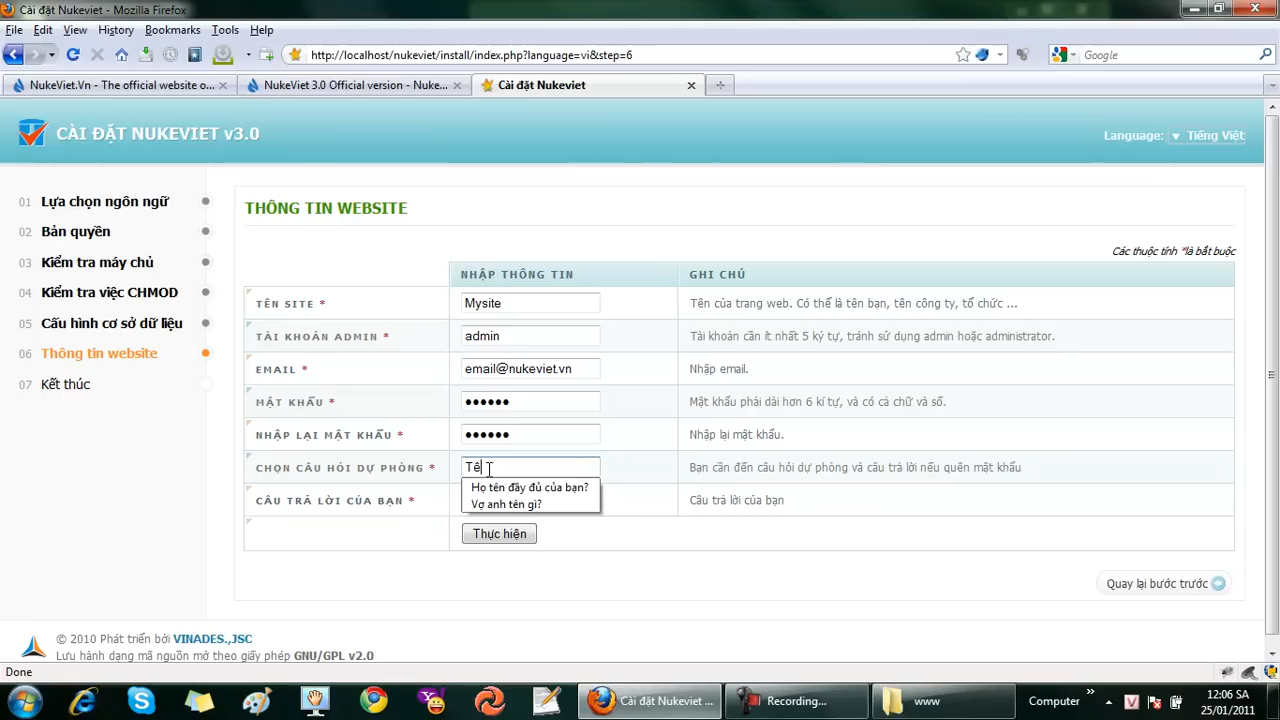 Cài đặt Nukeviet - Mozilla Firefox
File Edit View History Bookmarks Tools Help
http://localhost/nukeviet/install/index.php?language=vi&step=6
Google
NukeViet.Vn - The official website o...
NukeViet 3.0 Official version - Nuke...
Cài đặt Nukeviet
CÀI ĐẶT NUKEVIET v3.0
Language: Tiếng Việt
01 Lựa chọn ngôn ngữ
02 Bản quyền
03 Kiểm tra máy chủ
04 Kiểm tra việc CHMOD
05 Cấu hình cơ sở dữ liệu
06 Thông tin website
07 Kết thúc
THÔNG TIN WEBSITE
Các thuộc tính *là bắt buộc
NHẬP THÔNG TIN GHI CHÚ
TÊN SITE * Mysite Tên của trang web. Có thể là tên bạn, tên công ty, tổ chức ...
TÀI KHOẢN ADMIN * admin Tài khoản cần ít nhất 5 ký tự, tránh sử dụng admin hoặc administrator.
EMAIL * email@nukeviet.vn Nhập email.
MẬT KHẨU * •••••• Mật khẩu phải dài hơn 6 kí tự, và có cả chữ và số.
NHẬP LẠI MẬT KHẨU * •••••• Nhập lại mật khẩu.
CHỌN CÂU HỎI DỰ PHÒNG * Tê Bạn cần đến câu hỏi dự phòng và câu trả lời nếu quên mật khẩu
Họ tên đầy đủ của bạn?
Vợ anh tên gì?
CÂU TRẢ LỜI CỦA BẠN * Câu trả lời của bạn
Thực hiện
Quay lại bước trước
© 2010 Phát triển bởi VINADES.,JSC
Lưu hành dạng mã nguồn mở theo giấy phép GNU/GPL v2.0
Done
Cài đặt Nukeviet ...
Recording...
www
Computer
12:06 SA
25/01/2011